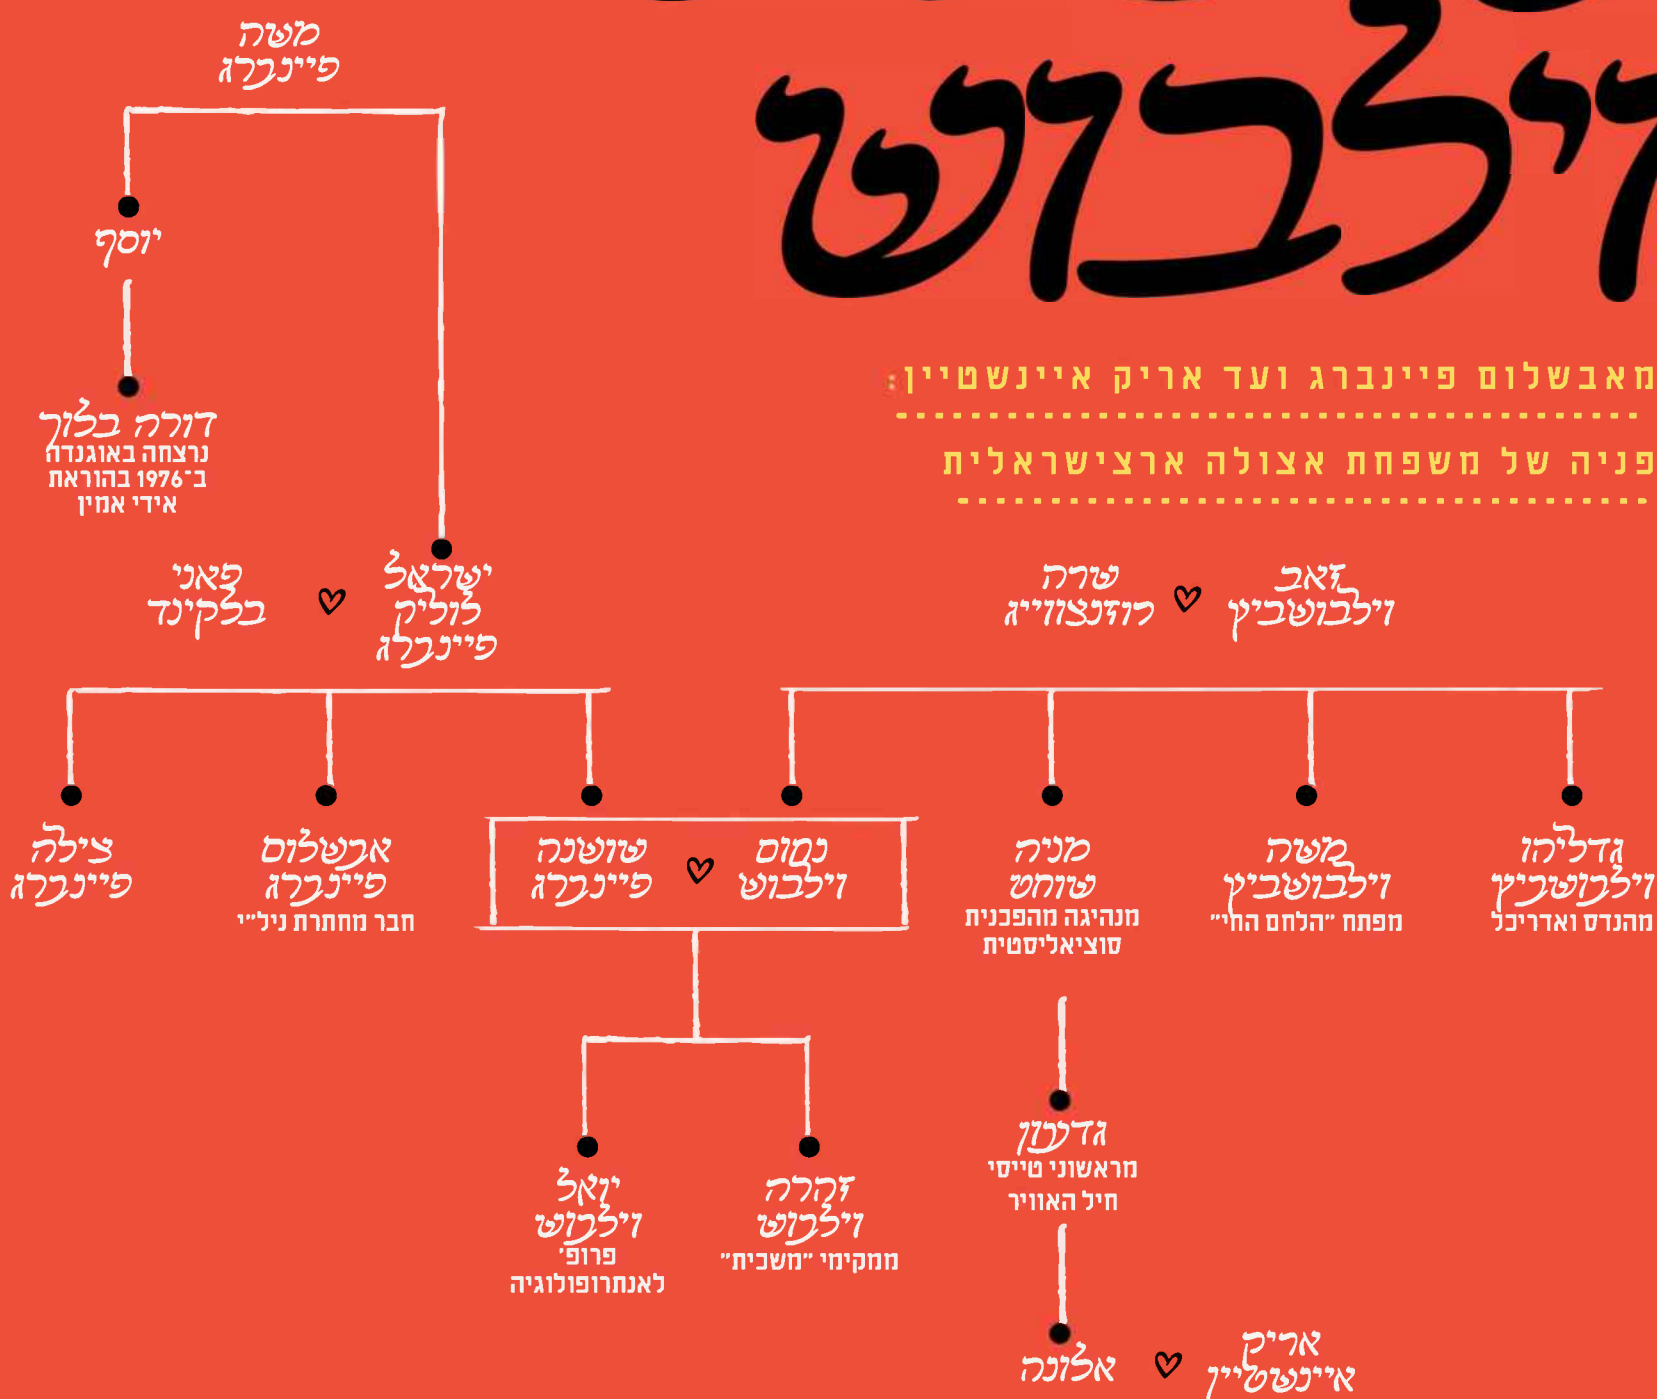 וילבוש
מאבשלום פיינברג ועד אריק איינשטיין:
פניה של משפחת אצולה ארצישראלית
משה
פיינברג
יוסף
דורה בלוך
נרצחה באוגנדה
ב־1976 בהוראת
אידי אמין
זאב
וילבושביץ
שרה
רוזנצווייג
ישראל
לוליק
פיינברג
פאני
בלקינד
גדליהו
וילבושביץ
מהנדס ואדריכל
משה
וילבושביץ
מפתח "הלחם החי"
מניה
שוחט
מנהיגה מהפכנית
סוציאליסטית
נחום
וילבוש
שושנה
פיינברג
אבשלום
פיינברג
חבר מחתרת ניל"י
צילה
פיינברג
גדעון
מראשוני טייסי
חיל האוויר
זהרה
וילבוש
ממקימי "משכית"
יואל
וילבוש
פרופ'
לאנתרופולוגיה
אריק
איינשטיין
אלונה